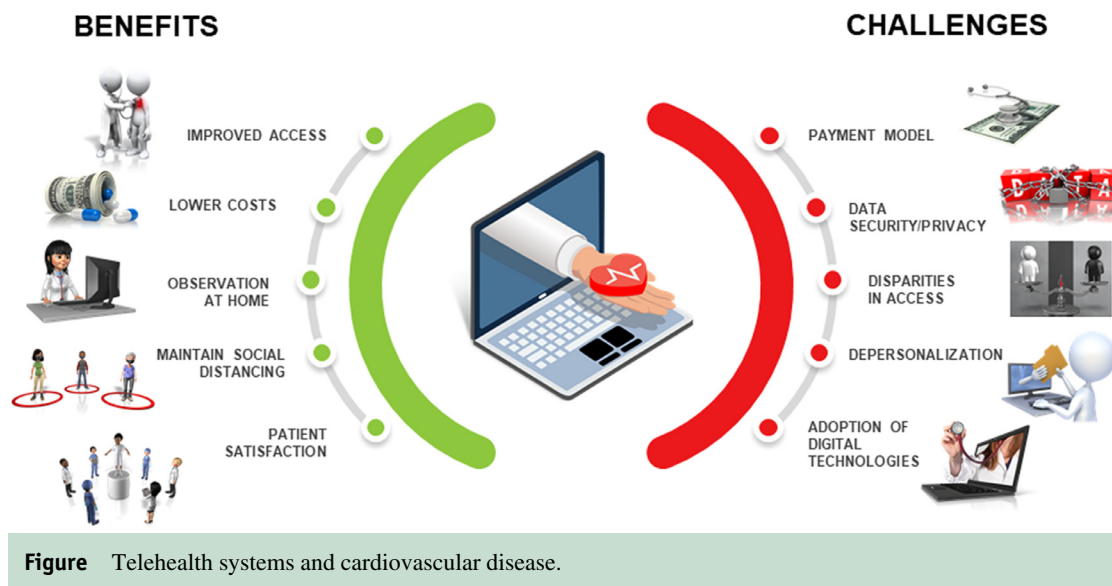 BENEFITS
IMPROVED ACCESS
LOWER COSTS
OBSERVATION
AT HOME
MAINTAIN SOCIAL
DISTANCING
PATIENT
SATISFACTION
CHALLENGES
PAYMENT MODEL
DATA
SECURITY/PRIVACY
DISPARITIES
IN ACCESS
DEPERSONALIZATION
ADOPTION OF
DIGITAL
TECHNOLOGIES
D A T A
Figure Telehealth systems and cardiovascular disease.